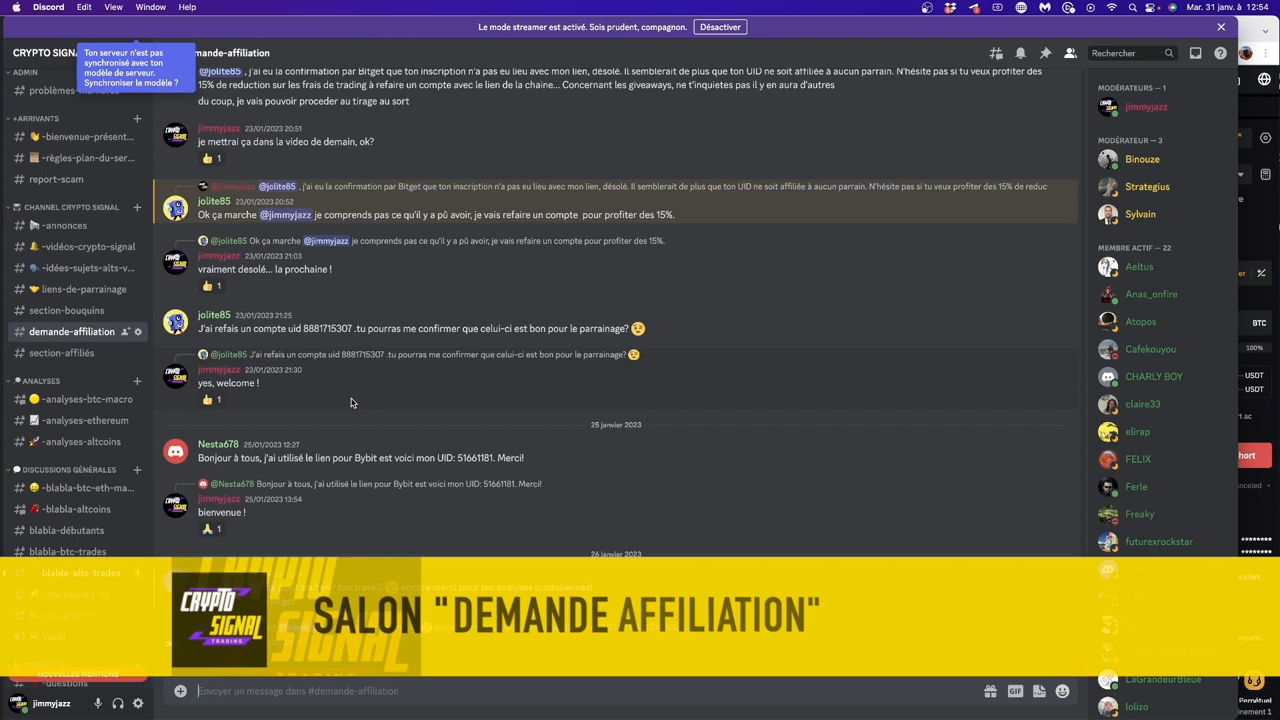 Discord Edit View Window Help
Mar. 31 janv. 12:54
Le mode streamer est activé. Sois prudent, compagnon. Désactiver
CRYPTO SIGNA
Ton serveur n'est pas
synchronisé avec ton
modèle de serveur.
Synchroniser le modèle ?
demande-affiliation
Rechercher
ADMIN
+ARRIVANTS
-bienvenue-présent...
-règles-plan-du-ser...
report-scam
CHANNEL CRYPTO SIGNAL
-annonces
-vidéos-crypto-signal
-idées-sujets-alts-v...
liens-de-parrainage
section-bouquins
demande-affiliation
section-affiliés
ANALYSES
-analyses-btc-macro
-analyses-ethereum
-analyses-altcoins
DISCUSSIONS GÉNÉRALES
-blabla-btc-eth-ma...
-blabla-altcoins
blabla-débutants
blabla-btc-trades
blabla-alts-trades
NOUVELLES MENTIONS
-questions
jimmyjazz
@jolite85 , j'ai eu la confirmation par Bitget que ton inscription n'a pas eu lieu avec mon lien, désolé. Il semblerait de plus que ton UID ne soit affiliée à aucun parrain. N'hésite pas si tu veux profiter des
15% de réduction sur les frais de trading à refaire un compte avec le lien de la chaine... Concernant les giveaways, ne t'inquietes pas il y en aura d'autres
du coup, je vais pouvoir proceder au tirage au sort
jimmyjazz 23/01/2023 20:51
je mettrai ça dans la video de demain, ok?
1
@jimmyjazz @jolite85 , j'ai eu la confirmation par Bitget que ton inscription n'a pas eu lieu avec mon lien, désolé. Il semblerait de plus que ton UID ne soit affiliée à aucun parrain. N'hésite pas si tu veux profiter des 15% de reduc
jolite85 23/01/2023 20:52
Ok ça marche @jimmyjazz je comprends pas ce qu'il y a pû avoir, je vais refaire un compte pour profiter des 15%.
@jolite85 Ok ça marche @jimmyjazz je comprends pas ce qu'il y a pû avoir, je vais refaire un compte pour profiter des 15%.
jimmyjazz 23/01/2023 21:03
vraiment desolé... la prochaine !
1
jolite85 23/01/2023 21:25
J'ai refais un compte uid 8881715307 .tu pourras me confirmer que celui-ci est bon pour le parrainage?
@jolite85 J'ai refais un compte uid 8881715307 .tu pourras me confirmer que celui-ci est bon pour le parrainage?
jimmyjazz 23/01/2023 21:30
yes, welcome !
1
25 janvier 2023
Nesta678 25/01/2023 12:27
Bonjour à tous, j'ai utilisé le lien pour Bybit est voici mon UID: 51661181. Merci!
@Nesta678 Bonjour à tous, j'ai utilisé le lien pour Bybit est voici mon UID: 51661181. Merci!
jimmyjazz 25/01/2023 13:54
bienvenue !
1
26 janvier 2023
CRYPTO
SIGNAL
TRADING
SALON "DEMANDE AFFILIATION"
Envoyer un message dans #demande-affiliation
GIF
MODÉRATEURS — 1
jimmyjazz
MODÉRATEUR — 3
Binouze
Strategius
Sylvain
MEMBRE ACTIF — 22
Aeltus
Anas_onfire
Atopos
Cafekouyou
CHARLY BOY
claire33
elirap
FELIX
Ferle
Freaky
futurexrockstar
LaGrandeurBleue
lolizo
BTC
100%
USDT
USDT
hort
Perpétuel